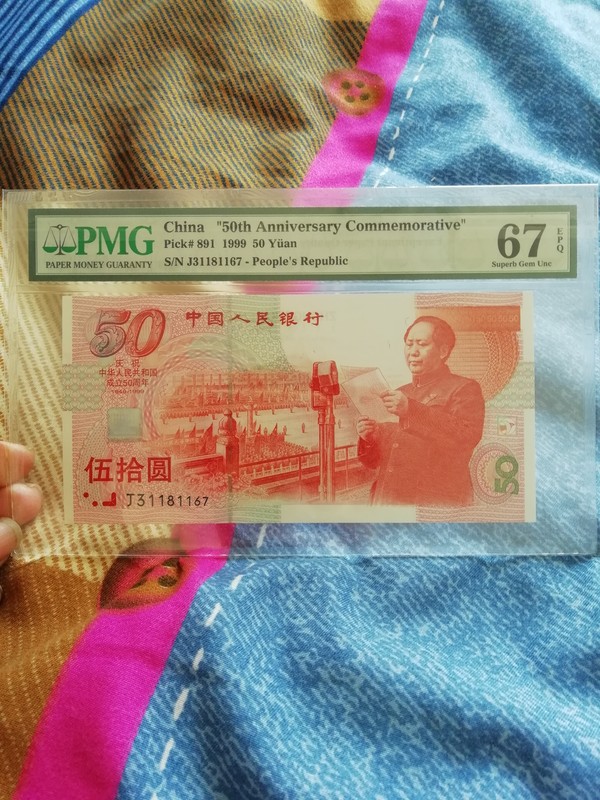 PMG
PAPER MONEY GUARANTY
China "50th Anniversary Commemorative"
Pick# 891 1999 50 Yüan
S/N J31181167 - People's Republic
67
EPQ
Superb Gem Unc
50
中国人民银行
庆祝
中华人民共和国
成立50周年
1949-1999
伍拾圆
J31181167
50